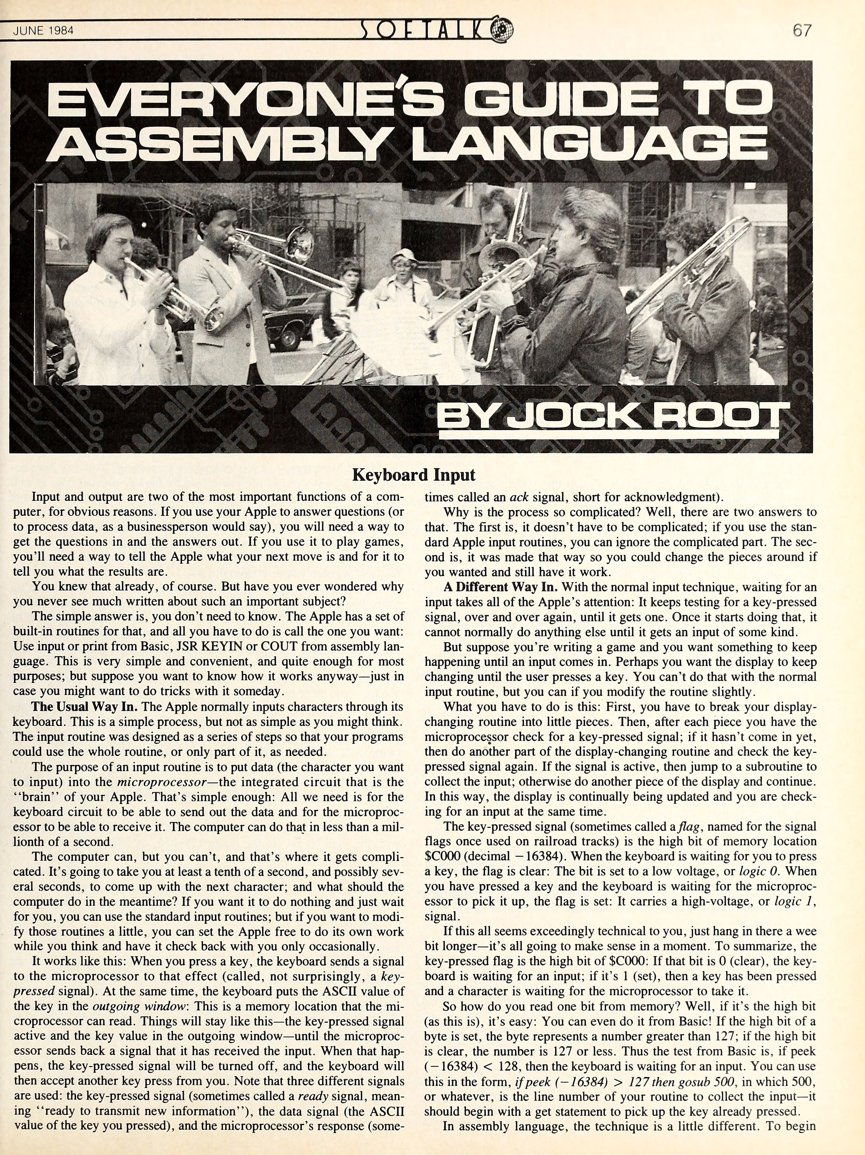 JUNE 1984
SOFTALK
67
EVERYONE'S GUIDE TO
ASSEMBLY LANGUAGE
BY JOCK ROOT
Keyboard Input
Input and output are two of the most important functions of a com-
puter, for obvious reasons. If you use your Apple to answer questions (or
to process data, as a businessperson would say), you will need a way to
get the questions in and the answers out. If you use it to play games,
you'll need a way to tell the Apple what your next move is and for it to
tell you what the results are.
You knew that already, of course. But have you ever wondered why
you never see much written about such an important subject?
The simple answer is, you don't need to know. The Apple has a set of
built-in routines for that, and all you have to do is call the one you want:
Use input or print from Basic, JSR KEYIN or COUT from assembly lan-
guage. This is very simple and convenient, and quite enough for most
purposes; but suppose you want to know how it works anyway—just in
case you might want to do tricks with it someday.
The Usual Way In. The Apple normally inputs characters through its
keyboard. This is a simple process, but not as simple as you might think.
The input routine was designed as a series of steps so that your programs
could use the whole routine, or only part of it, as needed.
The purpose of an input routine is to put data (the character you want
to input) into the microprocessor—the integrated circuit that is the
"brain" of your Apple. That's simple enough: All we need is for the
keyboard circuit to be able to send out the data and for the microproc-
essor to be able to receive it. The computer can do that in less than a mil-
lionth of a second.
The computer can, but you can't, and that's where it gets compli-
cated. It's going to take you at least a tenth of a second, and possibly sev-
eral seconds, to come up with the next character; and what should the
computer do in the meantime? If you want it to do nothing and just wait
for you, you can use the standard input routines; but if you want to modi-
fy those routines a little, you can set the Apple free to do its own work
while you think and have it check back with you only occasionally.
It works like this: When you press a key, the keyboard sends a signal
to the microprocessor to that effect (called, not surprisingly, a key-
pressed signal). At the same time, the keyboard puts the ASCII value of
the key in the outgoing window: This is a memory location that the mi-
croprocessor can read. Things will stay like this—the key-pressed signal
active and the key value in the outgoing window—until the microproc-
essor sends back a signal that it has received the input. When that hap-
pens, the key-pressed signal will be turned off, and the keyboard will
then accept another key press from you. Note that three different signals
are used: the key-pressed signal (sometimes called a ready signal, mean-
ing "ready to transmit new information"), the data signal (the ASCII
value of the key you pressed), and the microprocessor's response (some-
times called an ack signal, short for acknowledgment).
Why is the process so complicated? Well, there are two answers to
that. The first is, it doesn't have to be complicated; if you use the stan-
dard Apple input routines, you can ignore the complicated part. The sec-
ond is, it was made that way so you could change the pieces around if
you wanted and still have it work.
A Different Way In. With the normal input technique, waiting for an
input takes all of the Apple's attention: It keeps testing for a key-pressed
signal, over and over again, until it gets one. Once it starts doing that, it
cannot normally do anything else until it gets an input of some kind.
But suppose you're writing a game and you want something to keep
happening until an input comes in. Perhaps you want the display to keep
changing until the user presses a key. You can't do that with the normal
input routine, but you can if you modify the routine slightly.
What you have to do is this: First, you have to break your display-
changing routine into little pieces. Then, after each piece you have the
microprocessor check for a key-pressed signal; if it hasn't come in yet,
then do another part of the display-changing routine and check the key-
pressed signal again. If the signal is active, then jump to a subroutine to
collect the input; otherwise do another piece of the display and continue.
In this way, the display is continually being updated and you are check-
ing for an input at the same time.
The key-pressed signal (sometimes called a flag, named for the signal
flags once used on railroad tracks) is the high bit of memory location
$C000 (decimal −16384). When the keyboard is waiting for you to press
a key, the flag is clear: The bit is set to a low voltage, or logic 0. When
you have pressed a key and the keyboard is waiting for the microproc-
essor to pick it up, the flag is set: It carries a high-voltage, or logic 1,
signal.
If this all seems exceedingly technical to you, just hang in there a wee
bit longer—it's all going to make sense in a moment. To summarize, the
key-pressed flag is the high bit of $C000: If that bit is 0 (clear), the key-
board is waiting for an input; if it's 1 (set), then a key has been pressed
and a character is waiting for the microprocessor to take it.
So how do you read one bit from memory? Well, if it's the high bit
(as this is), it's easy: You can even do it from Basic! If the high bit of a
byte is set, the byte represents a number greater than 127; if the high bit
is clear, the number is 127 or less. Thus the test from Basic is, if peek
(−16384) < 128, then the keyboard is waiting for an input. You can use
this in the form, if peek (−16384) > 127 then gosub 500, in which 500,
or whatever, is the line number of your routine to collect the input—it
should begin with a get statement to pick up the key already pressed.
In assembly language, the technique is a little different. To begin